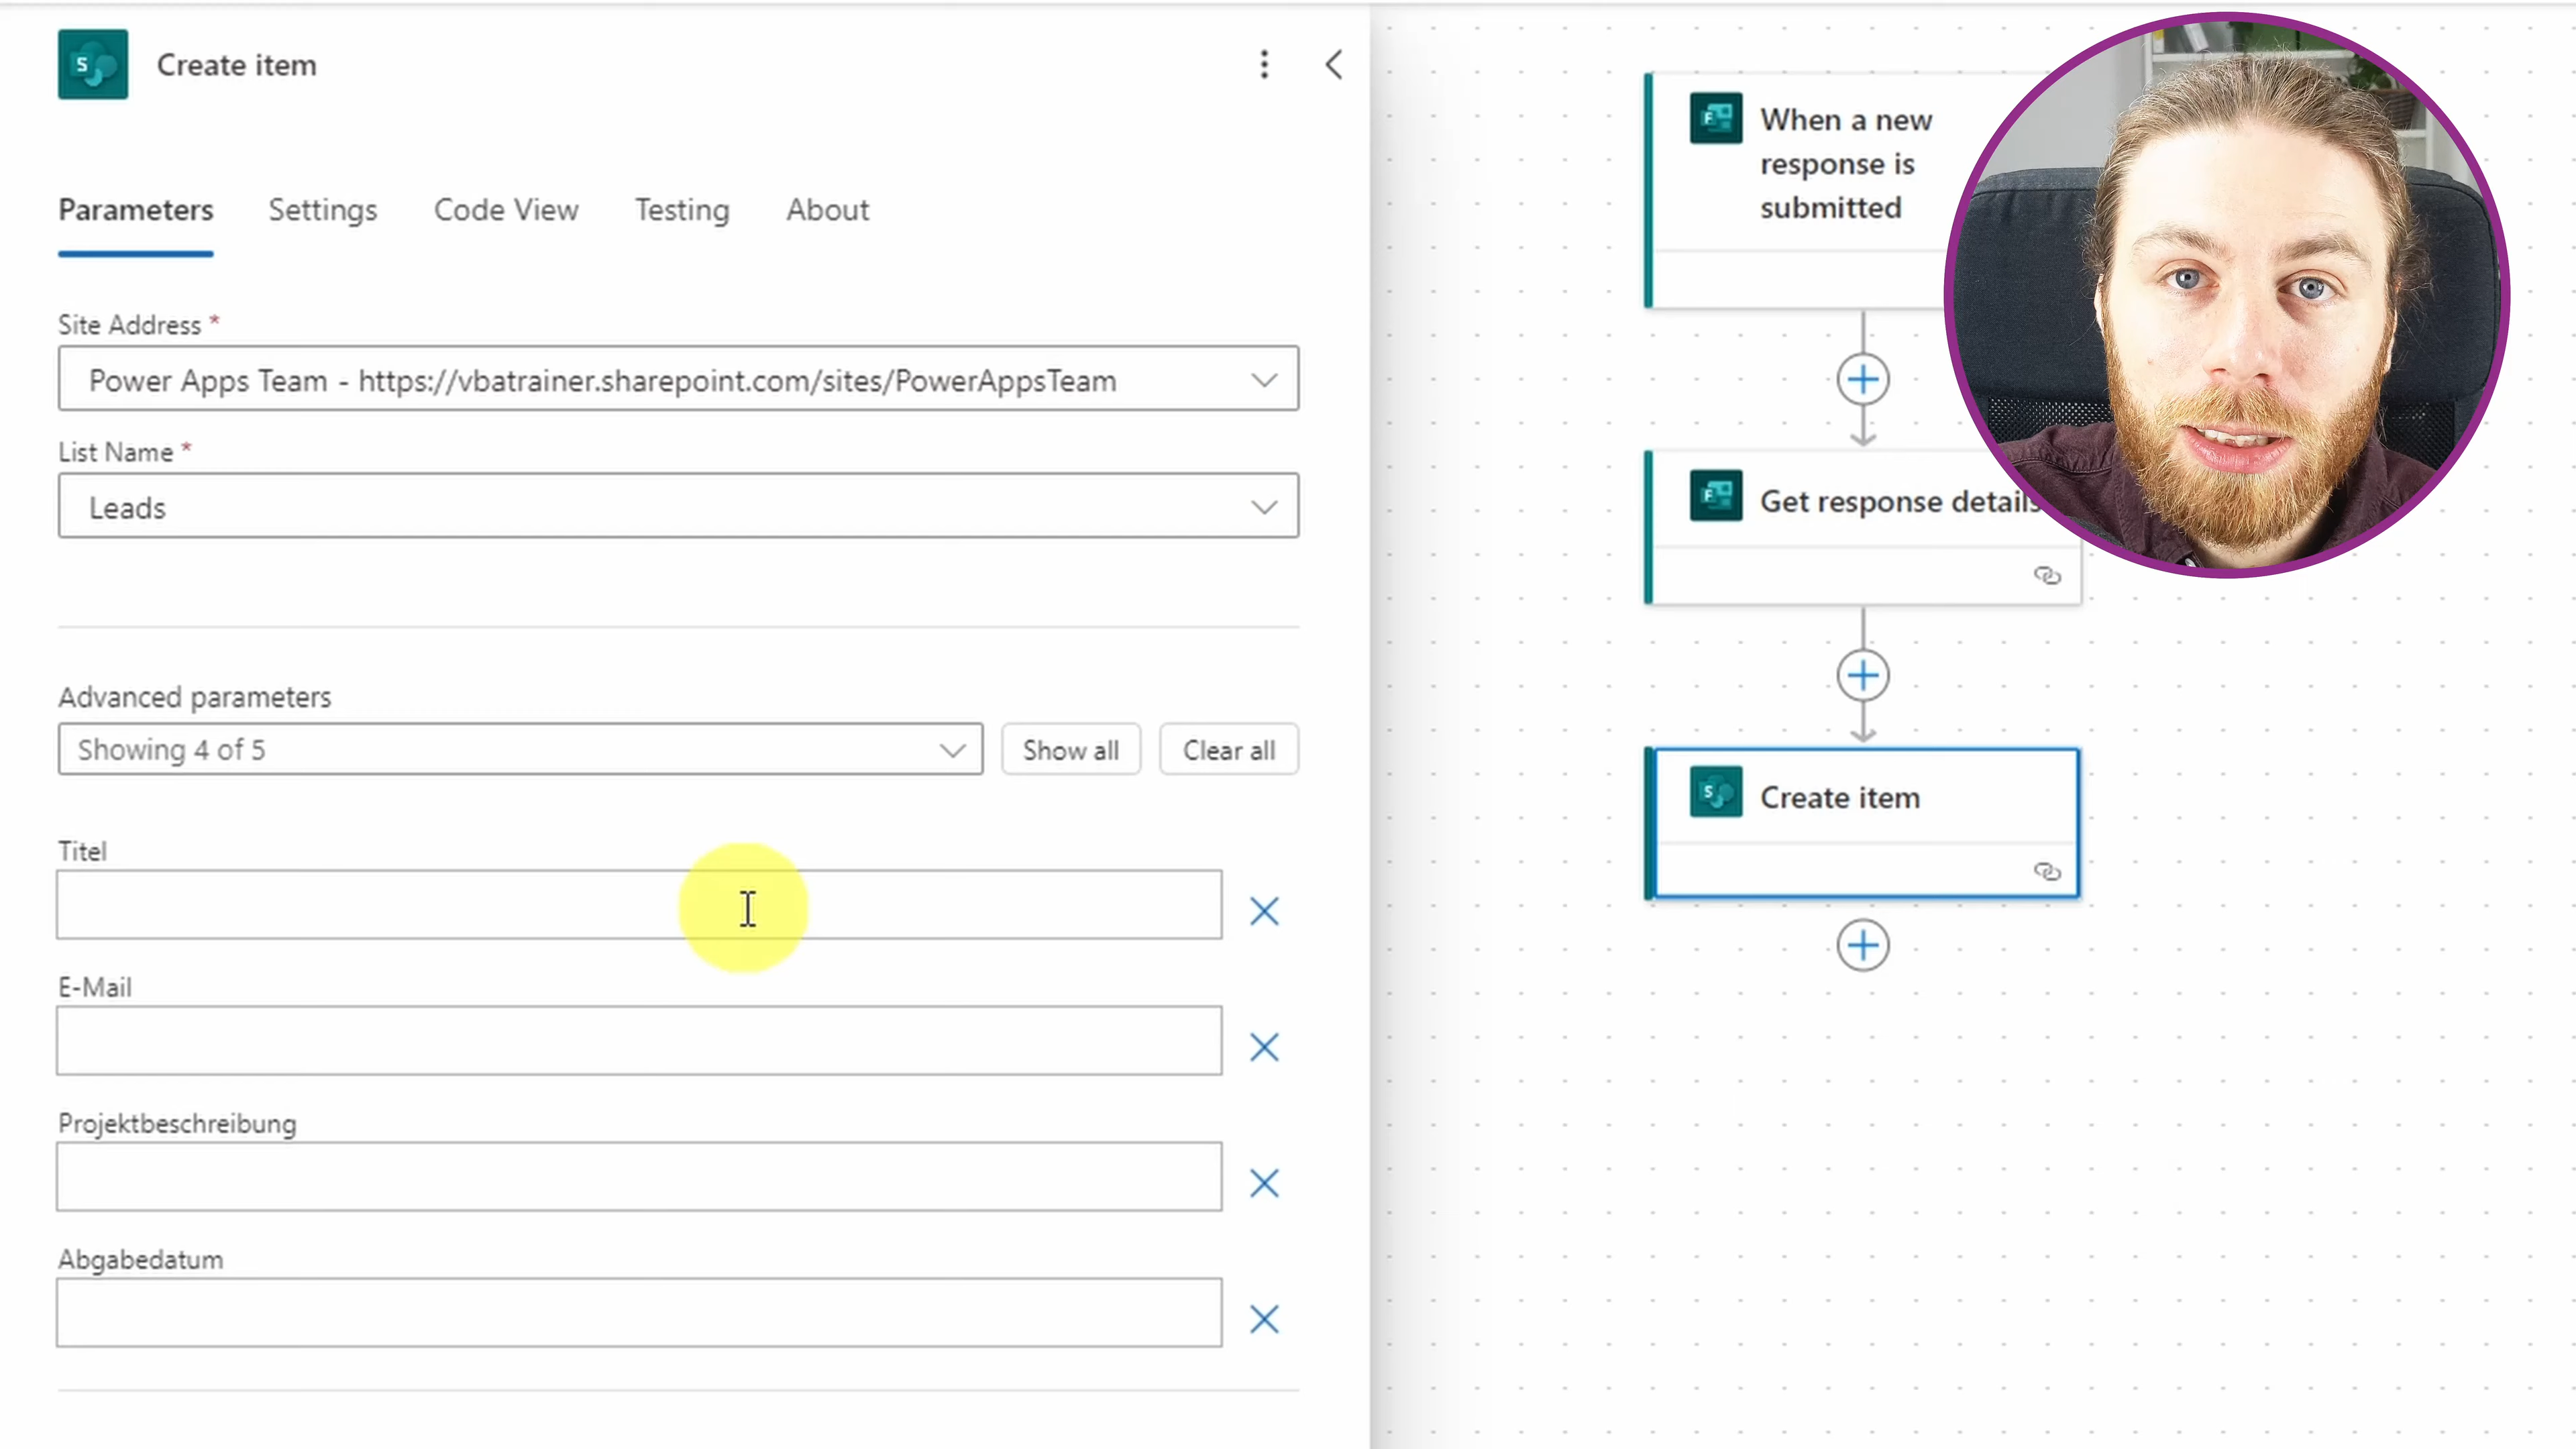 Create item
Parameters Settings Code View Testing About
Site Address *
Power Apps Team - https://vbatrainer.sharepoint.com/sites/PowerAppsTeam
List Name *
Leads
Advanced parameters
Showing 4 of 5
Show all
Clear all
Titel
E-Mail
Projektbeschreibung
Abgabedatum
When a new
response is
submitted
Get response details
Create item